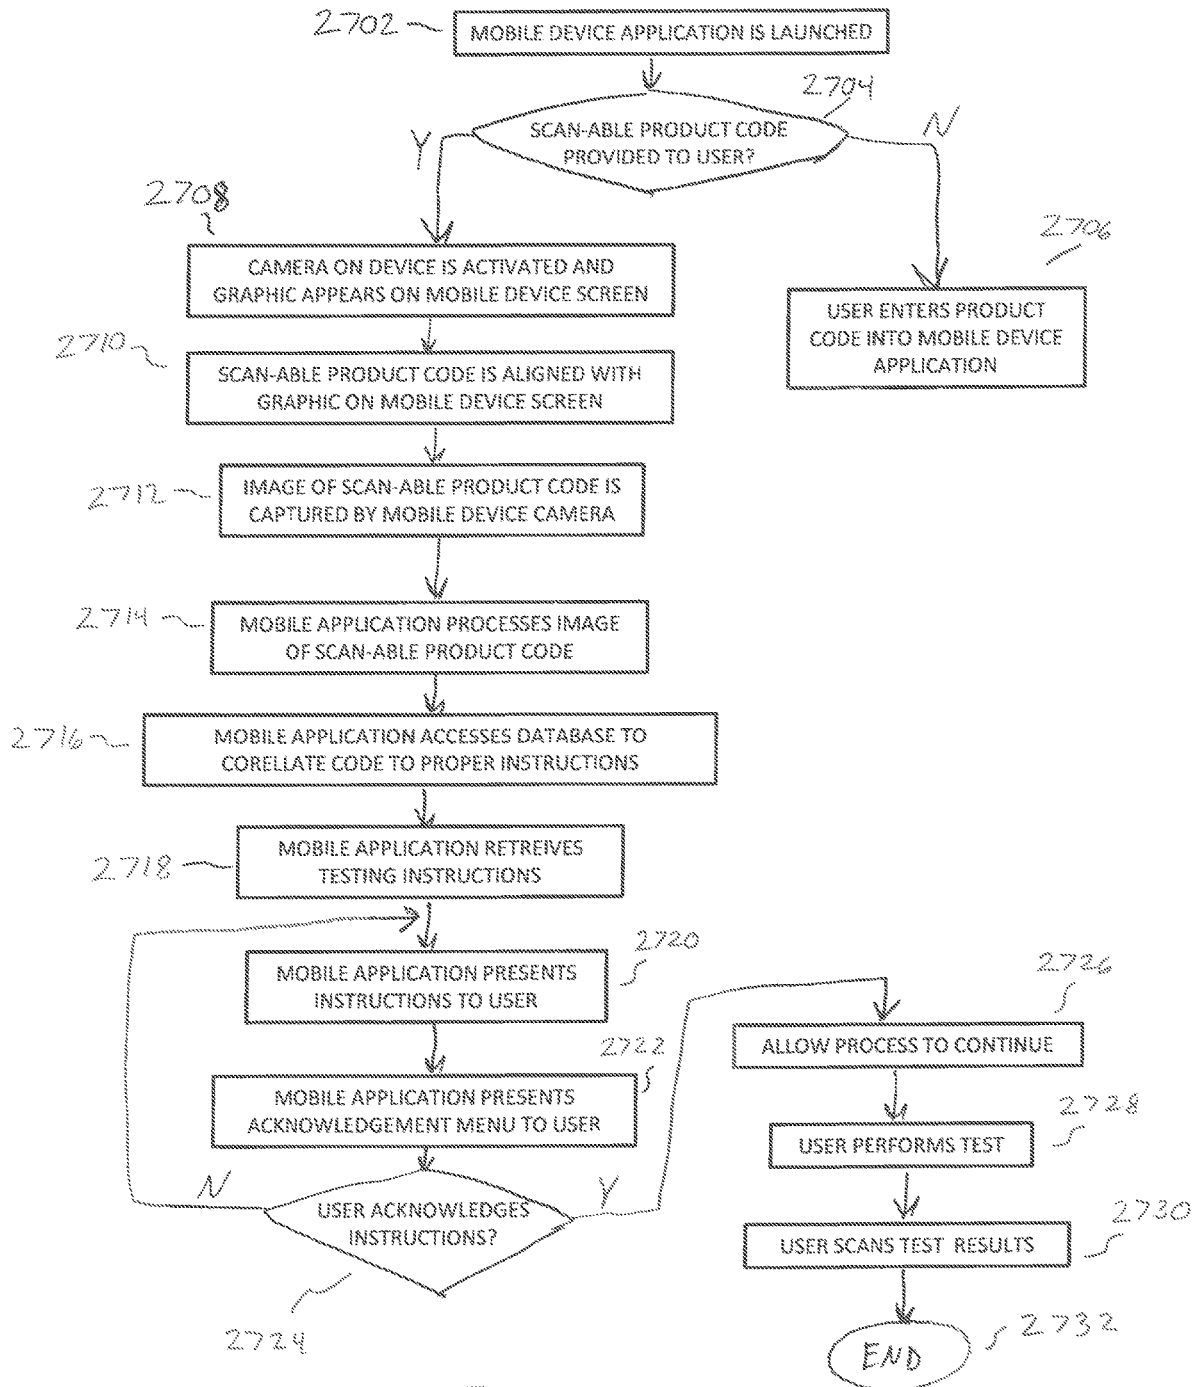 2702
MOBILE DEVICE APPLICATION IS LAUNCHED
2704
SCAN-ABLE PRODUCT CODE
PROVIDED TO USER?
Y
N
2708
CAMERA ON DEVICE IS ACTIVATED AND
GRAPHIC APPEARS ON MOBILE DEVICE SCREEN
2706
USER ENTERS PRODUCT
CODE INTO MOBILE DEVICE
APPLICATION
2710
SCAN-ABLE PRODUCT CODE IS ALIGNED WITH
GRAPHIC ON MOBILE DEVICE SCREEN
2712
IMAGE OF SCAN-ABLE PRODUCT CODE IS
CAPTURED BY MOBILE DEVICE CAMERA
2714
MOBILE APPLICATION PROCESSES IMAGE
OF SCAN-ABLE PRODUCT CODE
2716
MOBILE APPLICATION ACCESSES DATABASE TO
CORELLATE CODE TO PROPER INSTRUCTIONS
2718
MOBILE APPLICATION RETREIVES
TESTING INSTRUCTIONS
2720
MOBILE APPLICATION PRESENTS
INSTRUCTIONS TO USER
2722
MOBILE APPLICATION PRESENTS
ACKNOWLEDGEMENT MENU TO USER
N
USER ACKNOWLEDGES
INSTRUCTIONS?
Y
2724
2726
ALLOW PROCESS TO CONTINUE
2728
USER PERFORMS TEST
2730
USER SCANS TEST RESULTS
2732
END